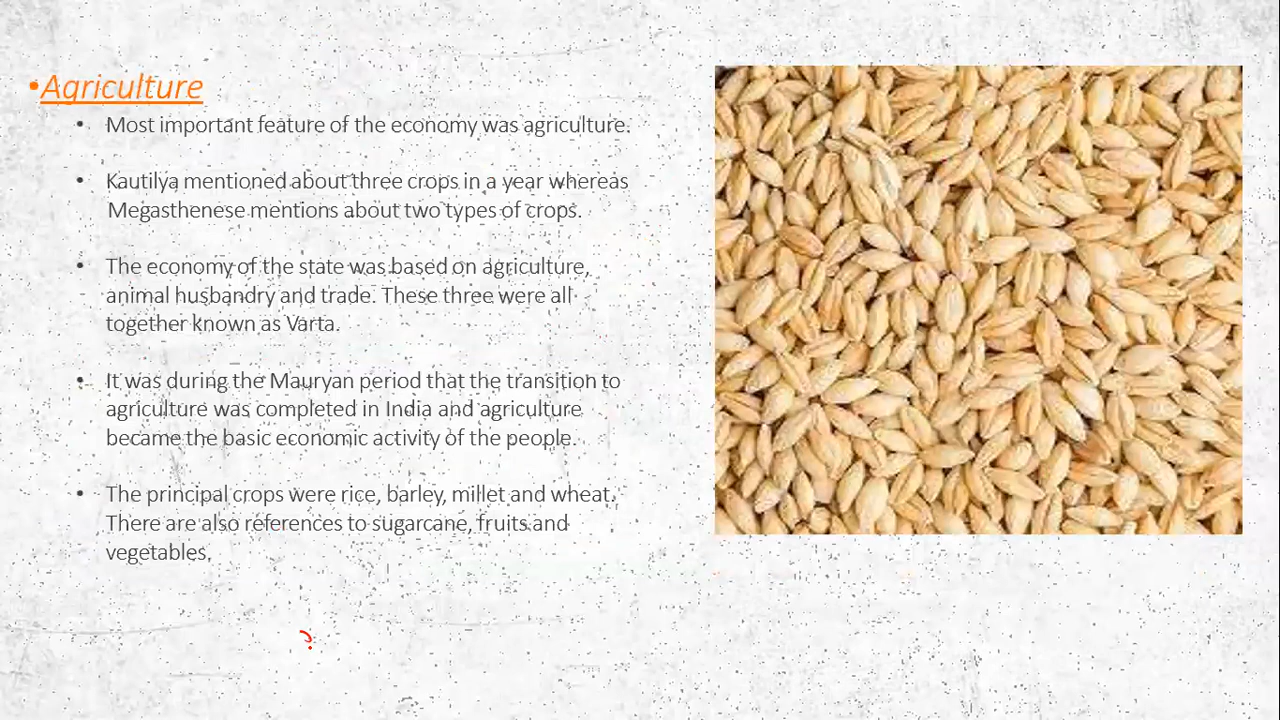 •Agriculture
• Most important feature of the economy was agriculture.
• Kautilya mentioned about three crops in a year whereas
Megasthenese mentions about two types of crops.
• The economy of the state was based on agriculture,
animal husbandry and trade. These three were all
together known as Varta.
• It was during the Mauryan period that the transition to
agriculture was completed in India and agriculture
became the basic economic activity of the people.
• The principal crops were rice, barley, millet and wheat.
There are also references to sugarcane, fruits and
vegetables.